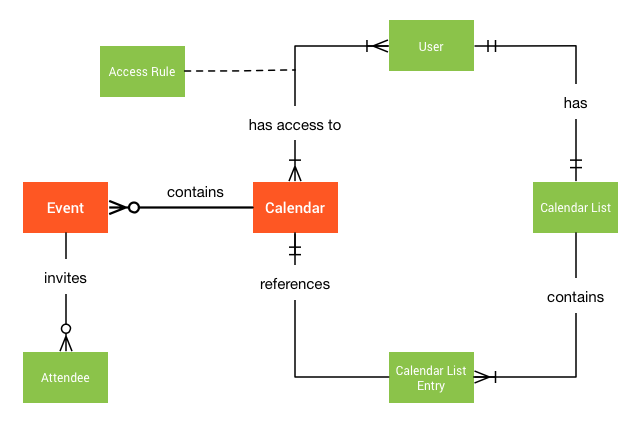 User
Access Rule
has
has access to
contains
Event
Calendar
Calendar List
invites
references
contains
Attendee
Calendar List
Entry